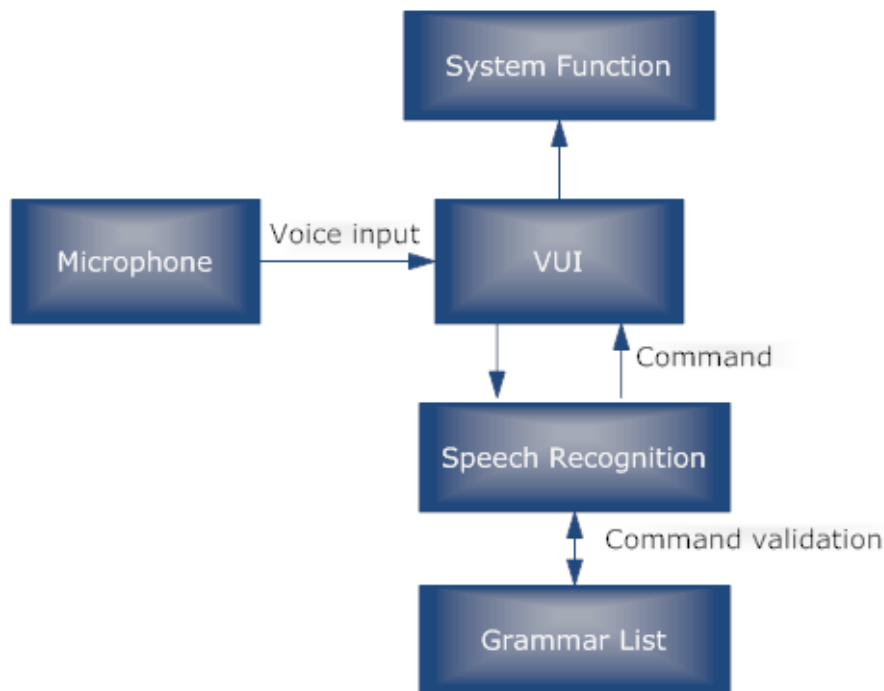 System Function
Voice input
Microphone
VUI
Command
Speech Recognition
Command validation
Grammar List